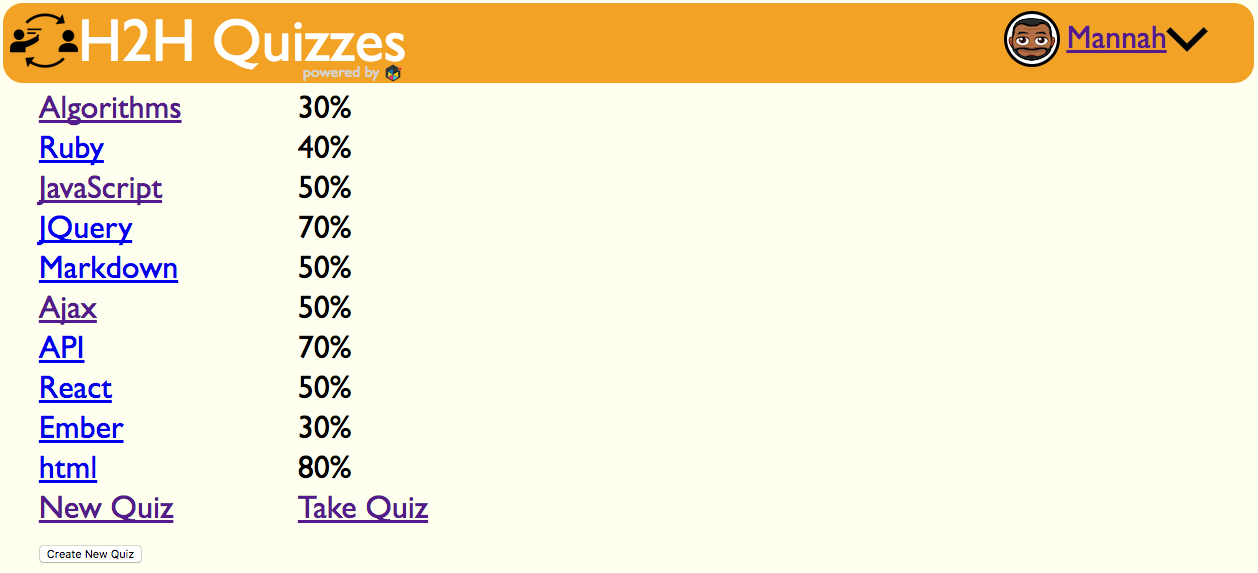 H2H Quizzes
powered by
Mannah
Algorithms 30%
Ruby 40%
JavaScript 50%
JQuery 70%
Markdown 50%
Ajax 50%
API 70%
React 50%
Ember 30%
html 80%
New Quiz Take Quiz
Create New Quiz